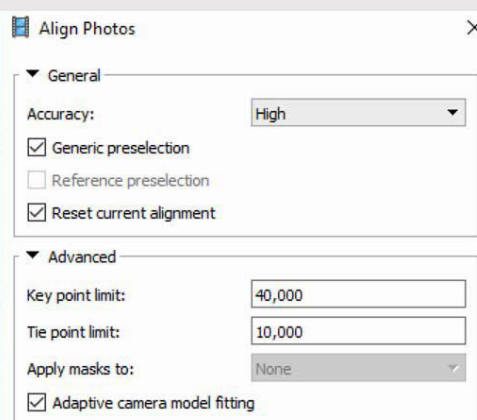 Align Photos
General
Accuracy: High
Generic preselection
Reference preselection
Reset current alignment
Advanced
Key point limit: 40,000
Tie point limit: 10,000
Apply masks to: None
Adaptive camera model fitting